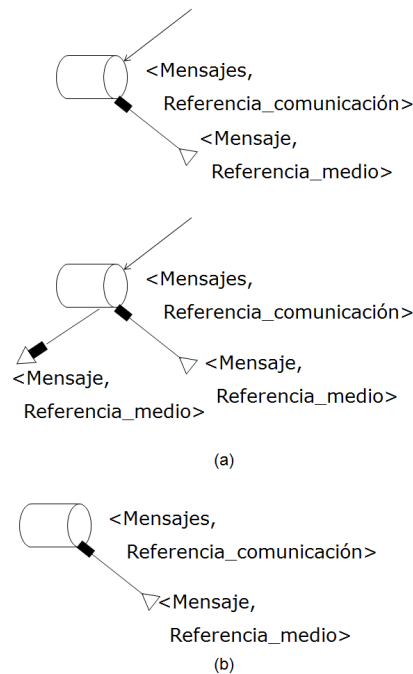 <Mensajes,
Referencia_comunicación>
<Mensaje,
Referencia_medio>
<Mensajes,
Referencia_comunicación>
<Mensaje,
Referencia_medio>
<Mensaje,
Referencia_medio>
(a)
<Mensajes,
Referencia_comunicación>
<Mensaje,
Referencia_medio>
(b)